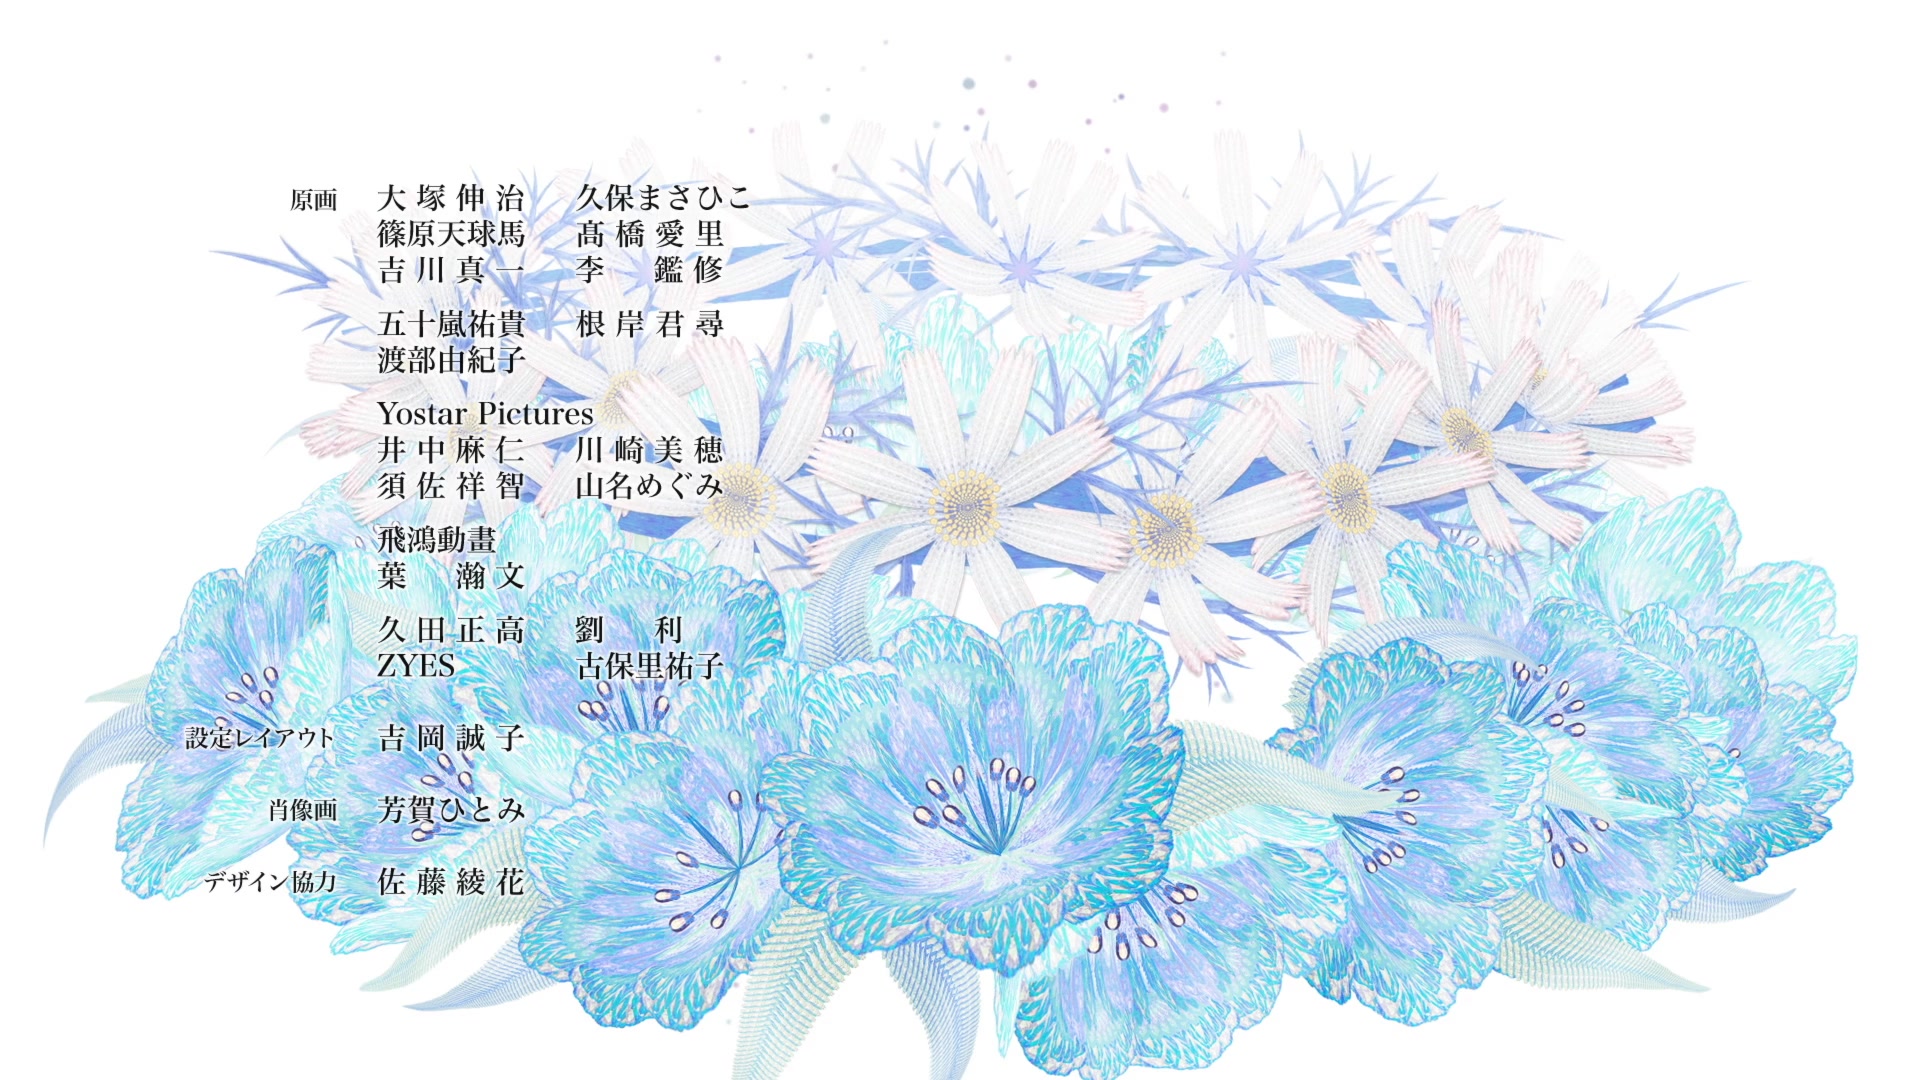 原画 大塚伸治 久保まさひこ
篠原天球馬 髙橋愛里
吉川真一 李鑑修
五十嵐祐貴 根岸君尋
渡部由紀子
Yostar Pictures
井中麻仁 川崎美穂
須佐祥智 山名めぐみ
飛鴻動畫
葉瀚文
久田正高 劉利
ZYES 古保里祐子
設定レイアウト 吉岡誠子
肖像画 芳賀ひとみ
デザイン協力 佐藤綾花